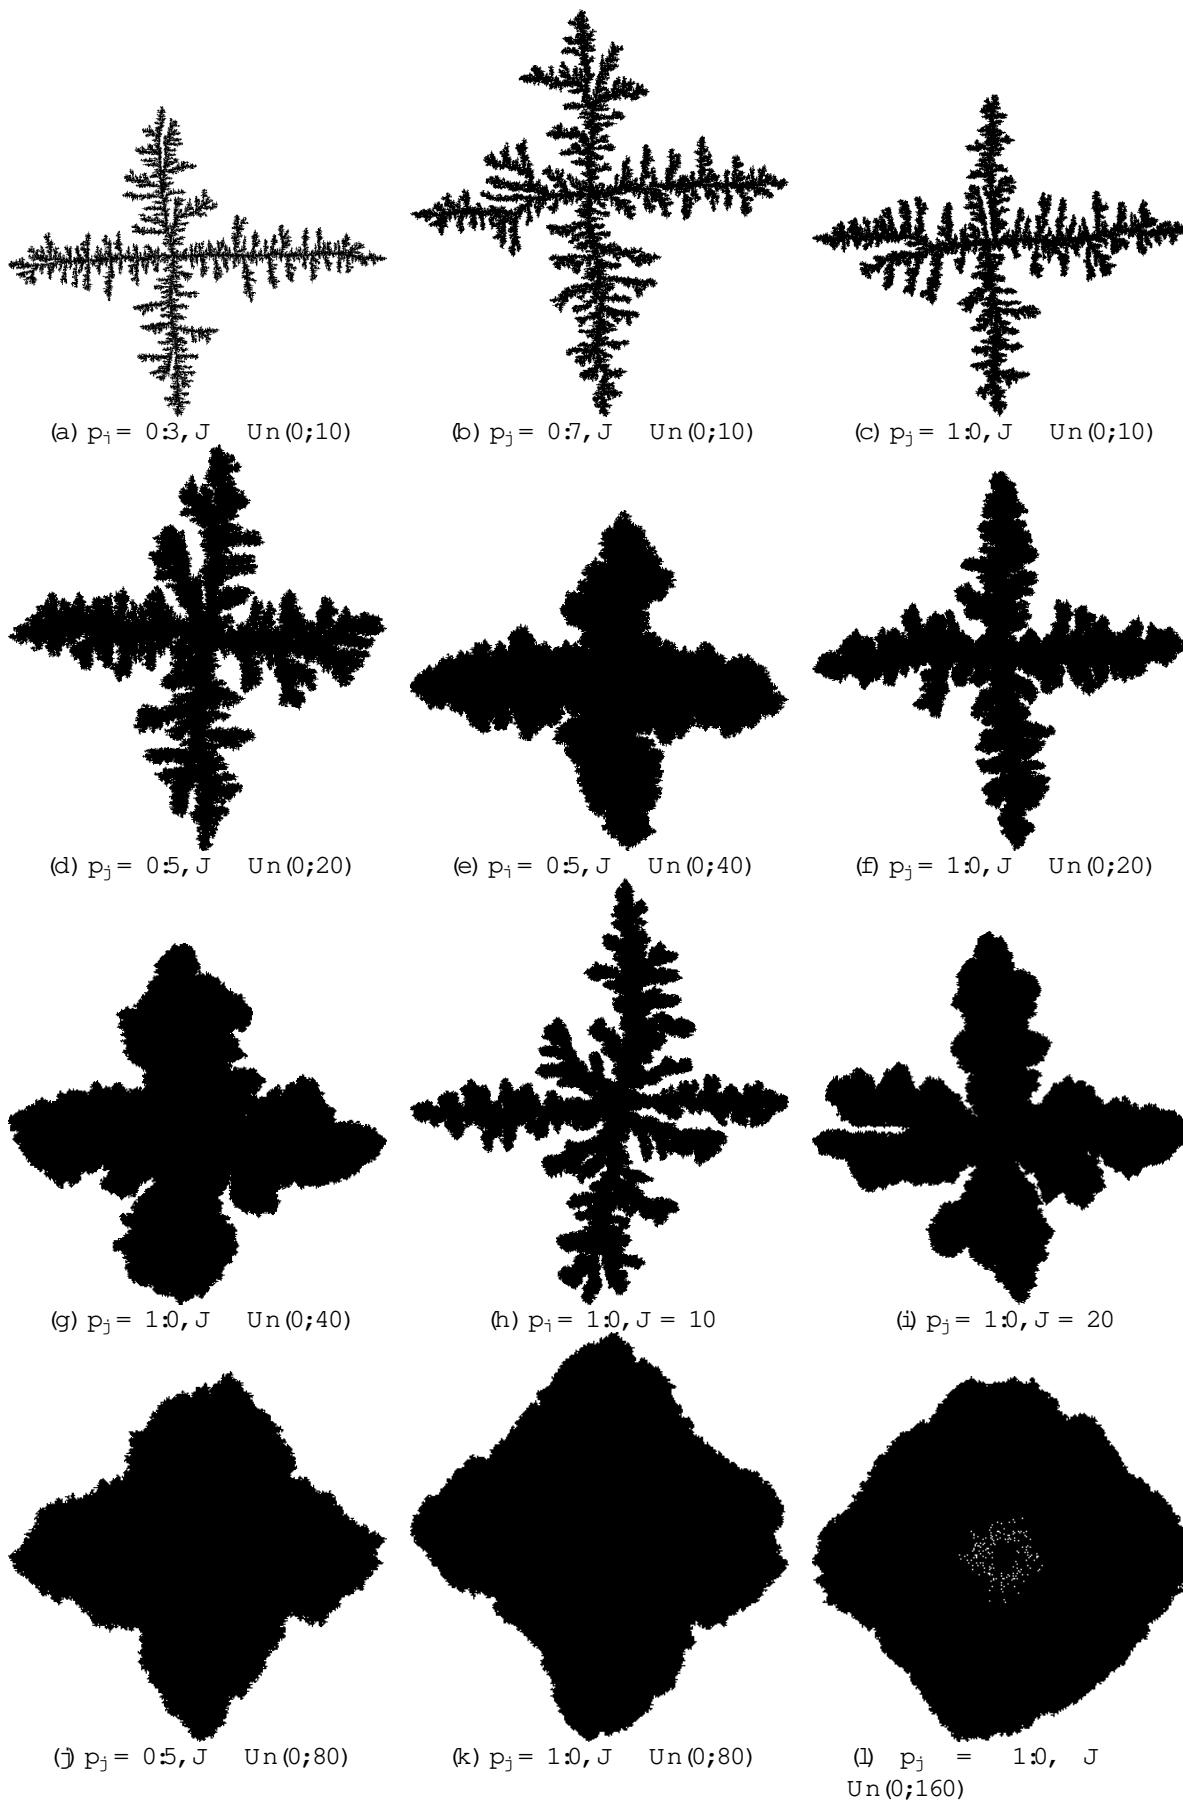 (a) pj = 0:3, J Un(0;10)
(b) pj = 0:7, J Un(0;10)
(c) pj = 1:0, J Un(0;10)
(d) pj = 0:5, J Un(0;20)
(e) pj = 0:5, J Un(0;40)
(f) pj = 1:0, J Un(0;20)
(g) pj = 1:0, J Un(0;40)
(h) pj = 1:0, J = 10
(i) pj = 1:0, J = 20
(j) pj = 0:5, J Un(0;80)
(k) pj = 1:0, J Un(0;80)
(l) pj = 1:0, J
Un(0;160)